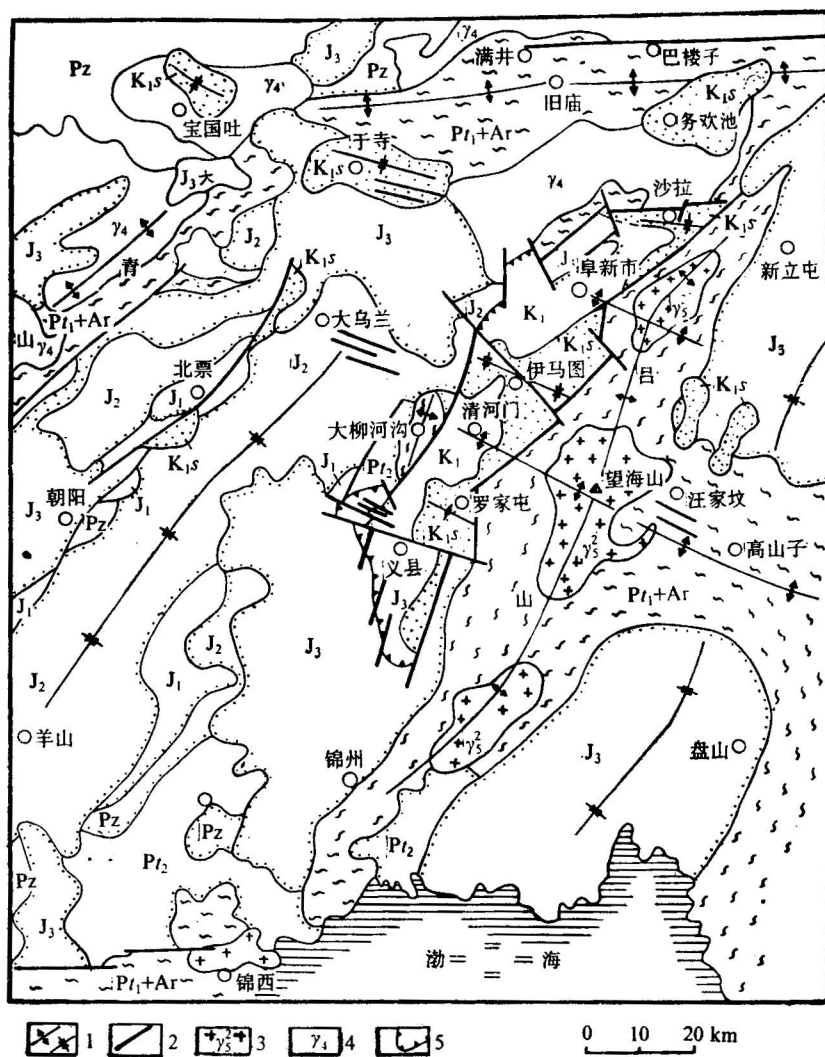 Pz
J₃
γ₄
满井
巴楼子
K₁s
γ₄
Pz
旧庙
K₁s
宝国吐
于寺
Pt₁+Ar
务欢池
J₃
大
K₁s
γ₄
沙拉
J₃
γ₄
J₂
J₃
K₁s
青
K₁s
J₃
阜新市
γ₅
新立屯
山
γ₄
Pt₁+Ar
大乌兰
J₂
K₁
J₃
北票
J₂
K₁s
吕
J₂
J₁
伊马图
K₁s
大柳河沟
清河门
K₁s
J₁
Pt₂
K₁
望海山
汪家坟
朝阳
J₃
Pz
J₁
罗家屯
K₁s
γ₅²
高山子
义县
J₁
J₃
山
Pt₁+Ar
J₂
J₃
J₂
J₁
羊山
锦州
γ₅²
J₃
盘山
Pz
Pz
Pt₂
Pt₂
Pz
J₃
渤 海
Pt₁+Ar
锦西
1 2 γ₅² 3 γ₄ 4 5 0 10 20 km